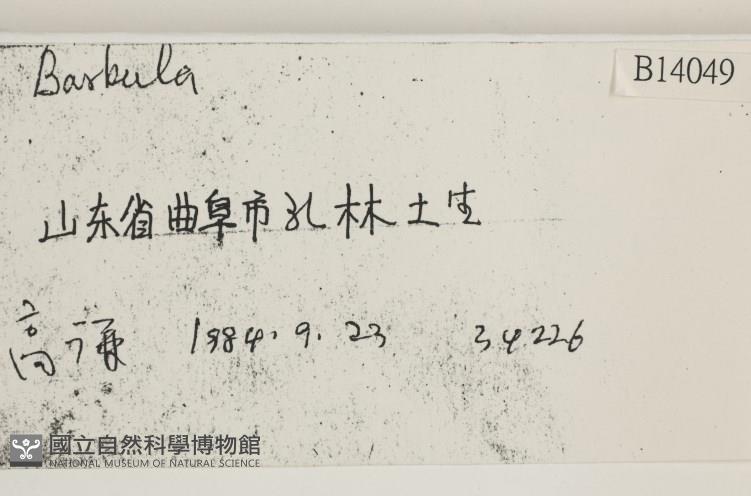 Barbula
B14049
山东省曲阜市孔林土生
高谦 1984.9.23 34226
國立自然科學博物館
NATIONAL MUSEUM OF NATURAL SCIENCE